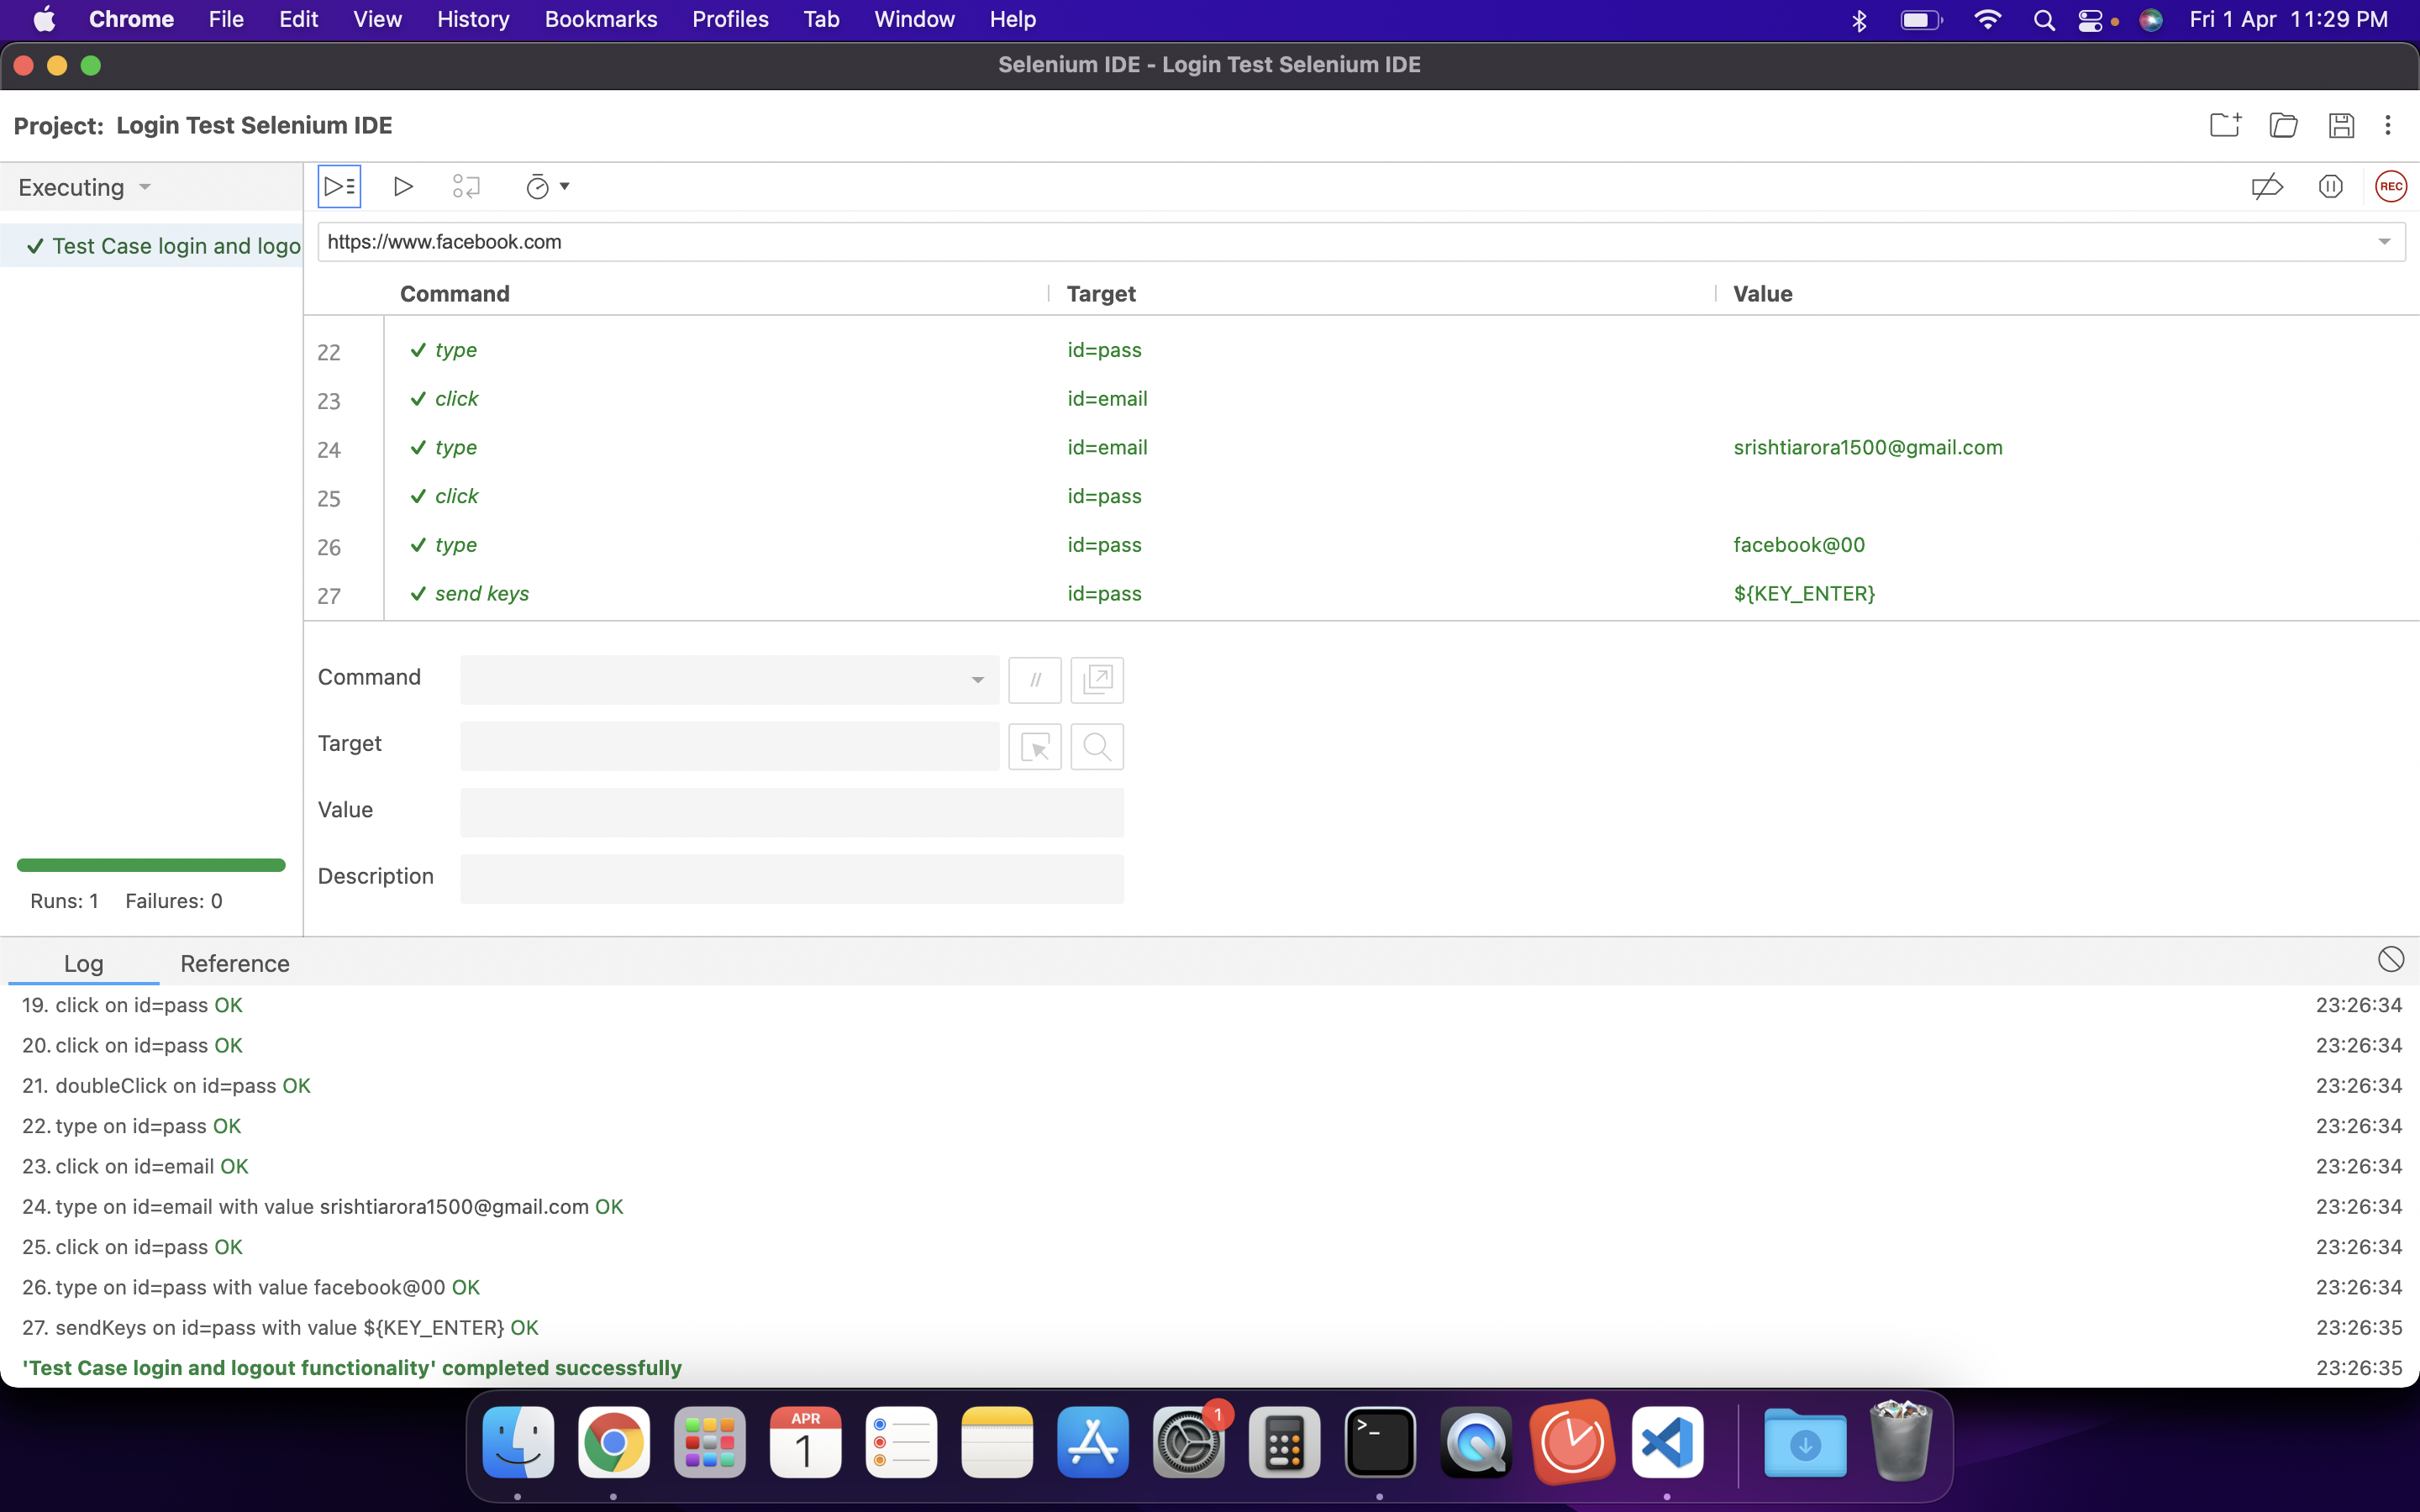 Chrome File Edit View History Bookmarks Profiles Tab Window Help Fri 1 Apr 11:29 PM
Selenium IDE - Login Test Selenium IDE
Project: Login Test Selenium IDE
Executing
REC
✓ Test Case login and logo
https://www.facebook.com
Command Target Value
22 ✓ type id=pass
23 ✓ click id=email
24 ✓ type id=email srishtiarora1500@gmail.com
25 ✓ click id=pass
26 ✓ type id=pass facebook@00
27 ✓ send keys id=pass ${KEY_ENTER}
Command //
Target
Value
Description
Runs: 1 Failures: 0
Log Reference
19. click on id=pass OK 23:26:34
20. click on id=pass OK 23:26:34
21. doubleClick on id=pass OK 23:26:34
22. type on id=pass OK 23:26:34
23. click on id=email OK 23:26:34
24. type on id=email with value srishtiarora1500@gmail.com OK 23:26:34
25. click on id=pass OK 23:26:34
26. type on id=pass with value facebook@00 OK 23:26:34
27. sendKeys on id=pass with value ${KEY_ENTER} OK 23:26:35
'Test Case login and logout functionality' completed successfully 23:26:35
APR
1
1
>_